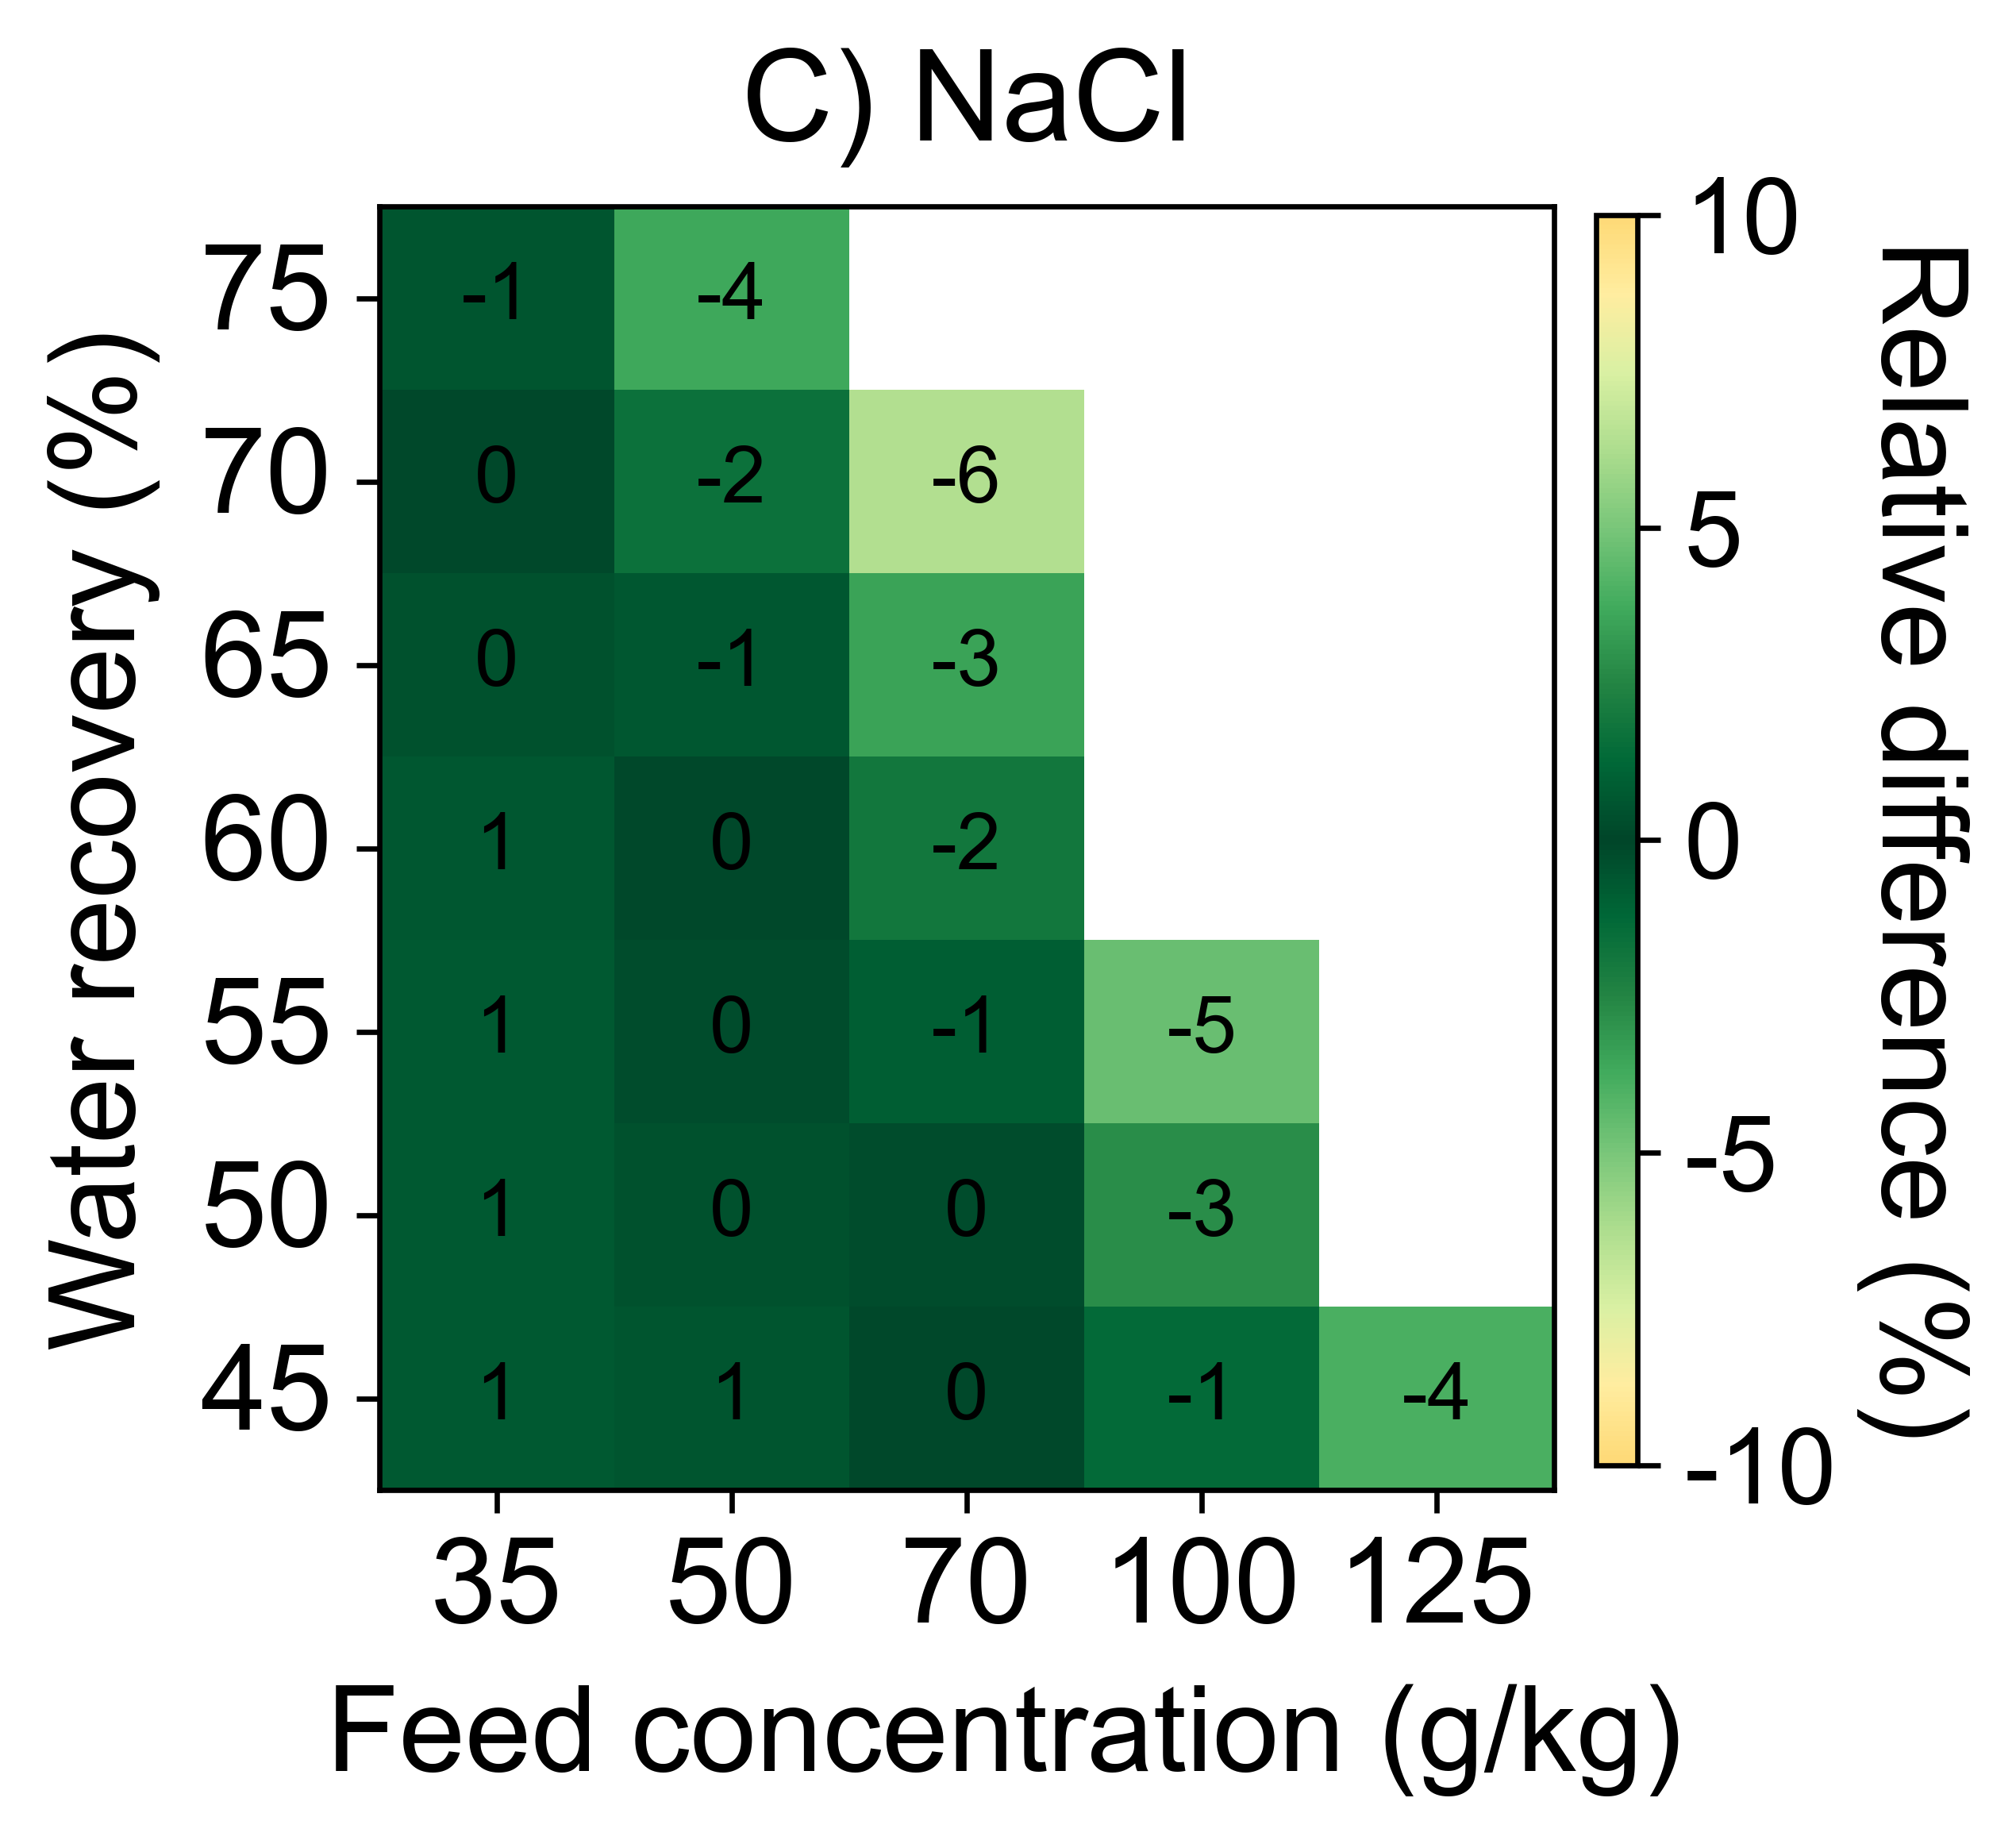 C) NaCl
Water recovery (%)
75 -1 -4
70 0 -2 -6
65 0 -1 -3
60 1 0 -2
55 1 0 -1 -5
50 1 0 0 -3
45 1 1 0 -1 -4
35 50 70 100 125
Feed concentration (g/kg)
10
5
0
-5
-10
Relative difference (%)